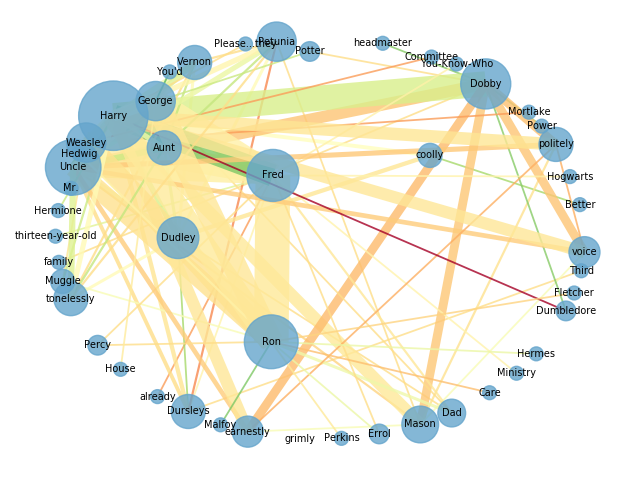 Please...they
Petunia
headmaster
Potter
Committee
Vernon
You-Know-Who
You'd
Dobby
George
Mortlake
Harry
Power
Weasley
politely
Aunt
Hedwig
coolly
Uncle
Fred
Hogwarts
Mr.
Better
Hermione
thirteen-year-old
Dudley
voice
family
Third
Muggle
Fletcher
tonelessly
Dumbledore
Ron
Percy
Hermes
House
Ministry
Care
already
Dursleys
Dad
Malfoy
Mason
earnestly
Errol
grimly
Perkins